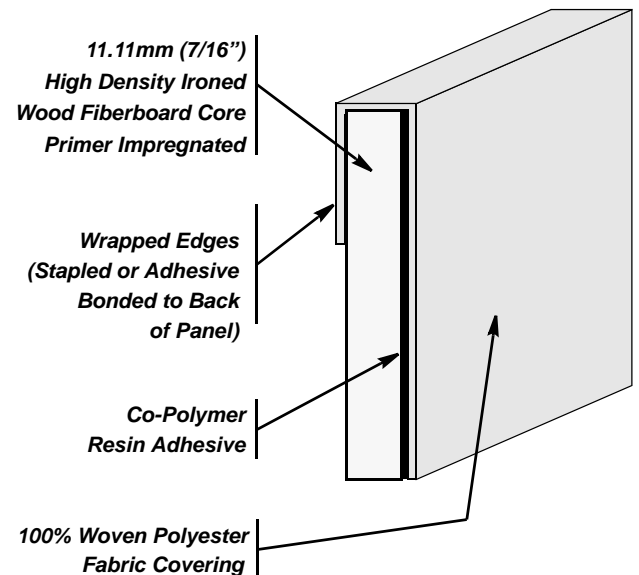 11.11mm (7/16”)
High Density Ironed
Wood Fiberboard Core
Primer Impregnated
Wrapped Edges
(Stapled or Adhesive
Bonded to Back
of Panel)
Co-Polymer
Resin Adhesive
100% Woven Polyester
Fabric Covering